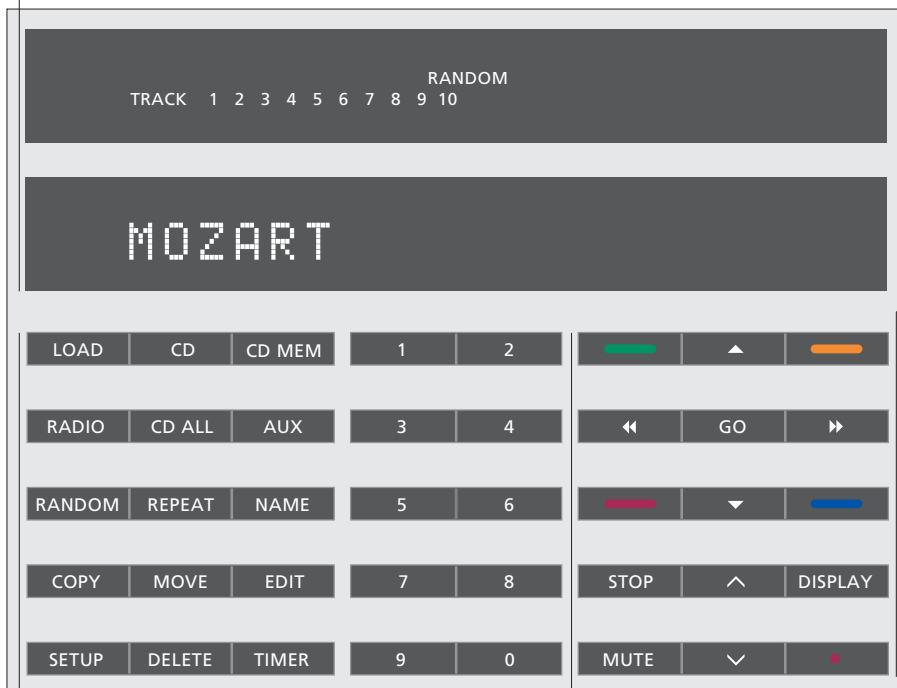 RANDOM
TRACK 1 2 3 4 5 6 7 8 9 10
MOZART
LOAD CD CD MEM 1 2
RADIO CD ALL AUX 3 4 GO
RANDOM REPEAT NAME 5 6
COPY MOVE EDIT 7 8 STOP DISPLAY
SETUP DELETE TIMER 9 0 MUTE